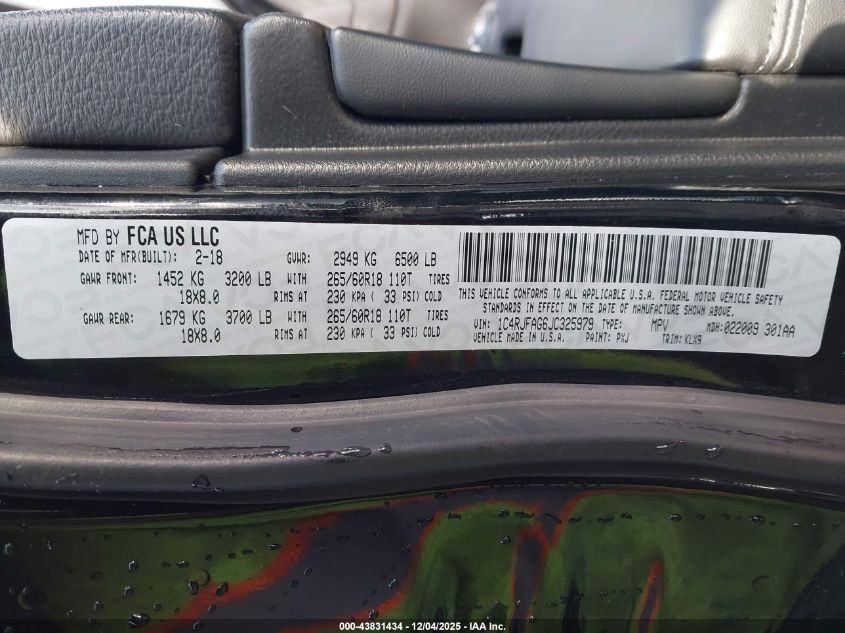 MFD BY FCA US LLC
DATE OF MFR(BUILT): 2-18 GVWR: 2949 KG 6500 LB
GAWR FRONT: 1452 KG 3200 LB WITH 265/60R18 110T TIRES
18X8.0 RIMS AT 230 KPA ( 33 PSI) COLD
GAWR REAR: 1679 KG 3700 LB WITH 265/60R18 110T TIRES
18X8.0 RIMS AT 230 KPA ( 33 PSI) COLD
THIS VEHICLE CONFORMS TO ALL APPLICABLE U.S.A. FEDERAL MOTOR VEHICLE SAFETY
STANDARDS IN EFFECT ON THE DATE OF MANUFACTURE SHOWN ABOVE.
VIN: 1C4RJFAG6JC325979 TYPE: MPV MDH: 022009 301AA
VEHICLE MADE IN U.S.A. PAINT: PXJ TRIM: KLX9
000-43831434 - 12/04/2025 - IAA Inc.